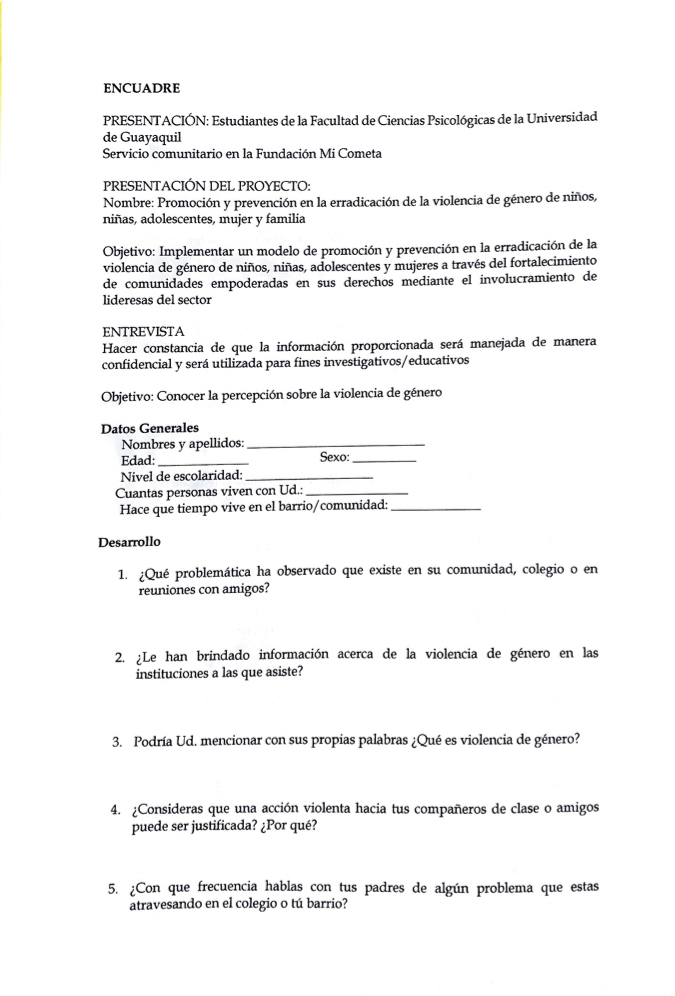 ENCUADRE
PRESENTACIÓN: Estudiantes de la Facultad de Ciencias Psicológicas de la Universidad
de Guayaquil
Servicio comunitario en la Fundación Mi Cometa
PRESENTACIÓN DEL PROYECTO:
Nombre: Promoción y prevención en la erradicación de la violencia de género de niños,
niñas, adolescentes, mujer y familia
Objetivo: Implementar un modelo de promoción y prevención en la erradicación de la
violencia de género de niños, niñas, adolescentes y mujeres a través del fortalecimiento
de comunidades empoderadas en sus derechos mediante el involucramiento de
lideresas del sector
ENTREVISTA
Hacer constancia de que la información proporcionada será manejada de manera
confidencial y será utilizada para fines investigativos/educativos
Objetivo: Conocer la percepción sobre la violencia de género
Datos Generales
Nombres y apellidos: ____________________
Edad: __________ Sexo: _______
Nivel de escolaridad: ______________
Cuantas personas viven con Ud.: ___________
Hace que tiempo vive en el barrio/comunidad: __________
Desarrollo
1. ¿Qué problemática ha observado que existe en su comunidad, colegio o en
reuniones con amigos?
2. ¿Le han brindado información acerca de la violencia de género en las
instituciones a las que asiste?
3. Podría Ud. mencionar con sus propias palabras ¿Qué es violencia de género?
4. ¿Consideras que una acción violenta hacia tus compañeros de clase o amigos
puede ser justificada? ¿Por qué?
5. ¿Con que frecuencia hablas con tus padres de algún problema que estas
atravesando en el colegio o tú barrio?